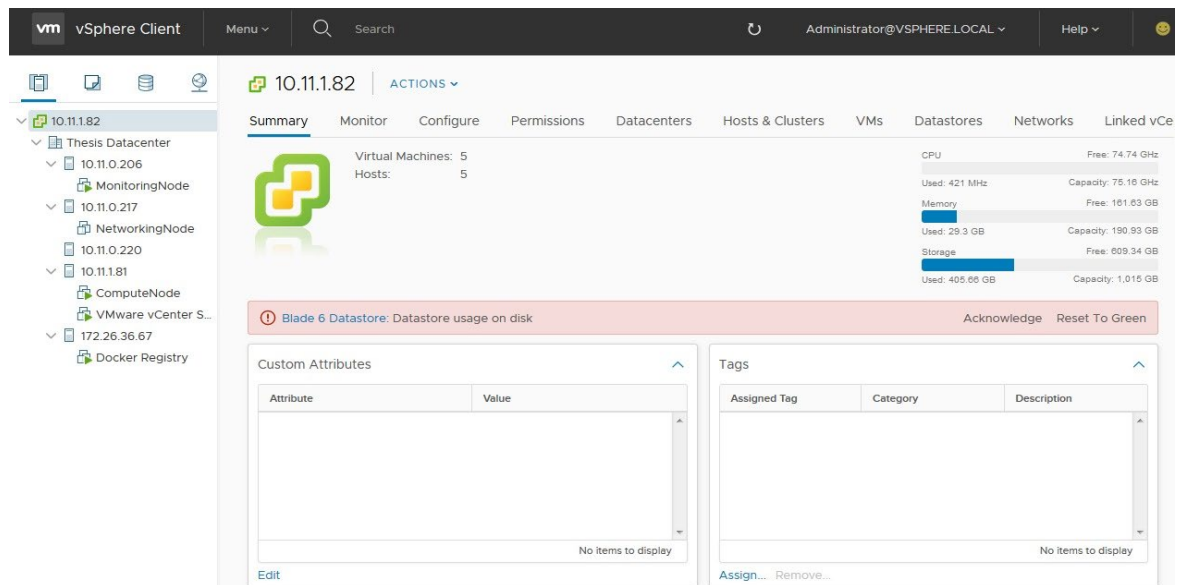 vm vSphere Client Menu Search Administrator@VSPHERE.LOCAL Help
10.11.1.82 ACTIONS
Summary Monitor Configure Permissions Datacenters Hosts & Clusters VMs Datastores Networks Linked vCe
10.11.1.82
Thesis Datacenter
10.11.0.206
MonitoringNode
10.11.0.217
NetworkingNode
10.11.0.220
10.11.1.81
ComputeNode
VMware vCenter S...
172.26.36.67
Docker Registry
Virtual Machines: 5
Hosts: 5
CPU Free: 74.74 GHz
Used: 421 MHz Capacity: 75.16 GHz
Memory Free: 161.63 GB
Used: 29.3 GB Capacity: 190.93 GB
Storage Free: 609.34 GB
Used: 405.66 GB Capacity: 1,015 GB
Blade 6 Datastore: Datastore usage on disk Acknowledge Reset To Green
Custom Attributes
Attribute Value
No items to display
Edit
Tags
Assigned Tag Category Description
No items to display
Assign... Remove...